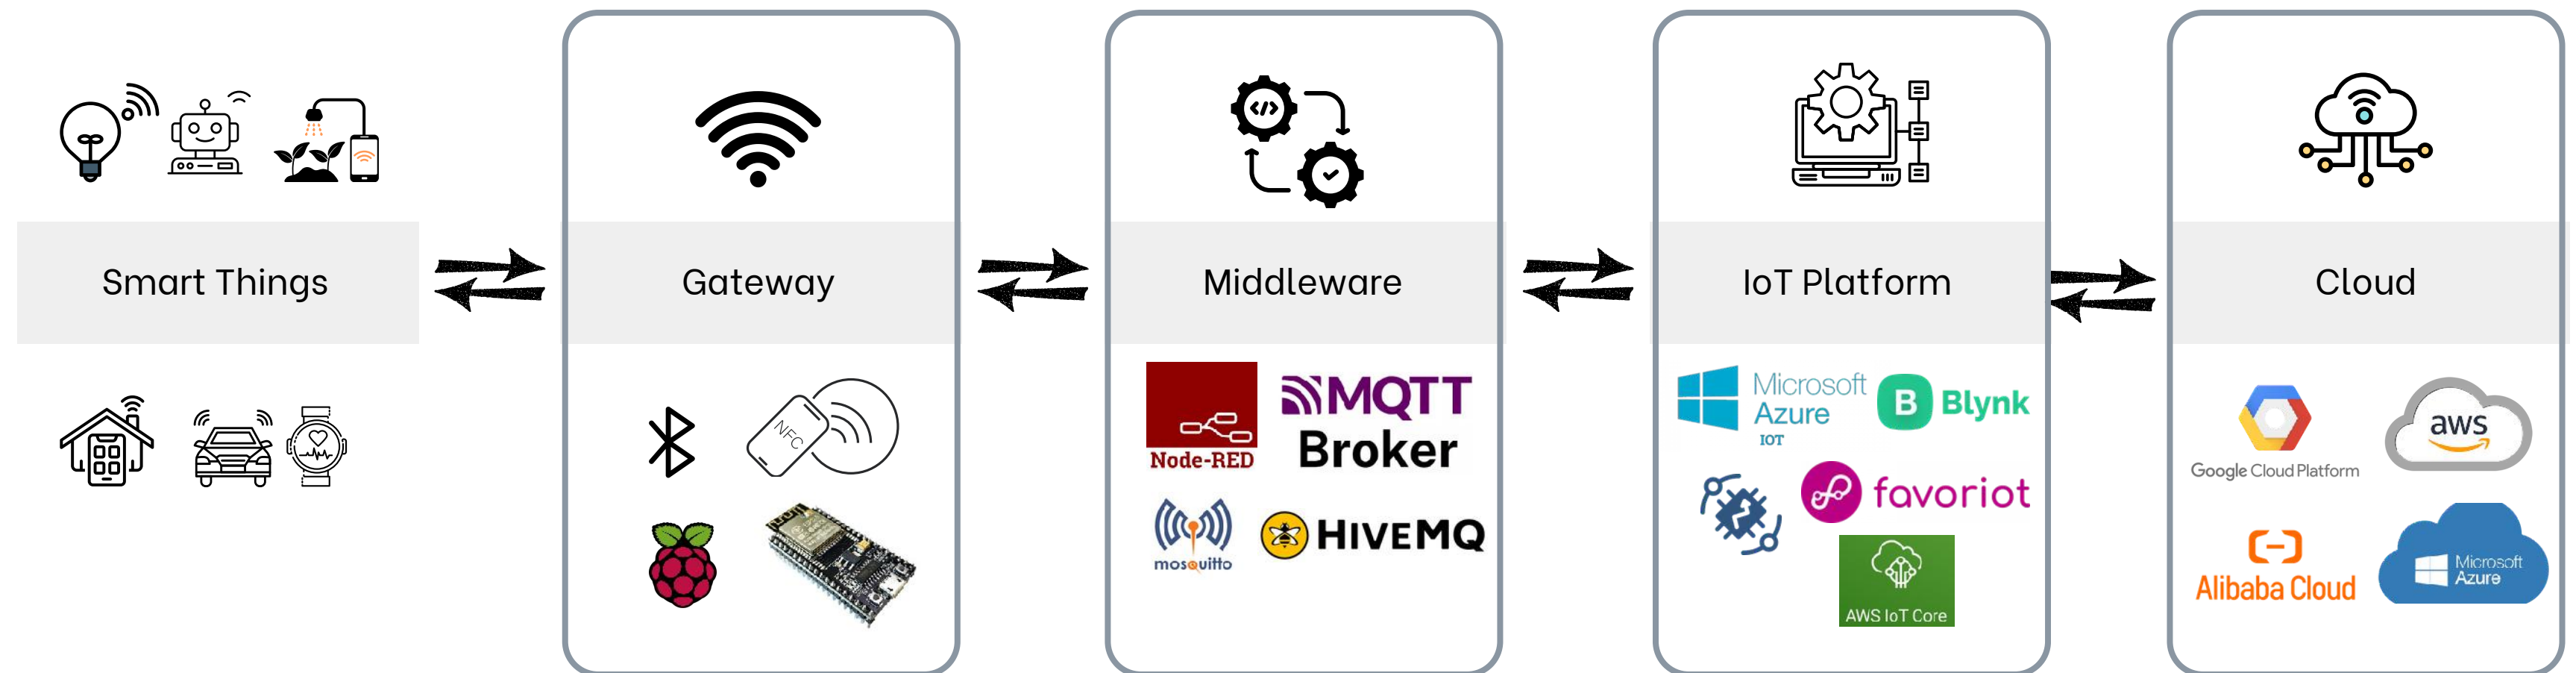 Smart Things
Gateway
NFC
Middleware
Node-RED
MQTT
Broker
mosquitto
HIVEMQ
IoT Platform
Microsoft
Azure
IOT
B Blynk
favoriot
AWS IoT Core
Cloud
Google Cloud Platform
aws
Alibaba Cloud
Microsoft
Azure